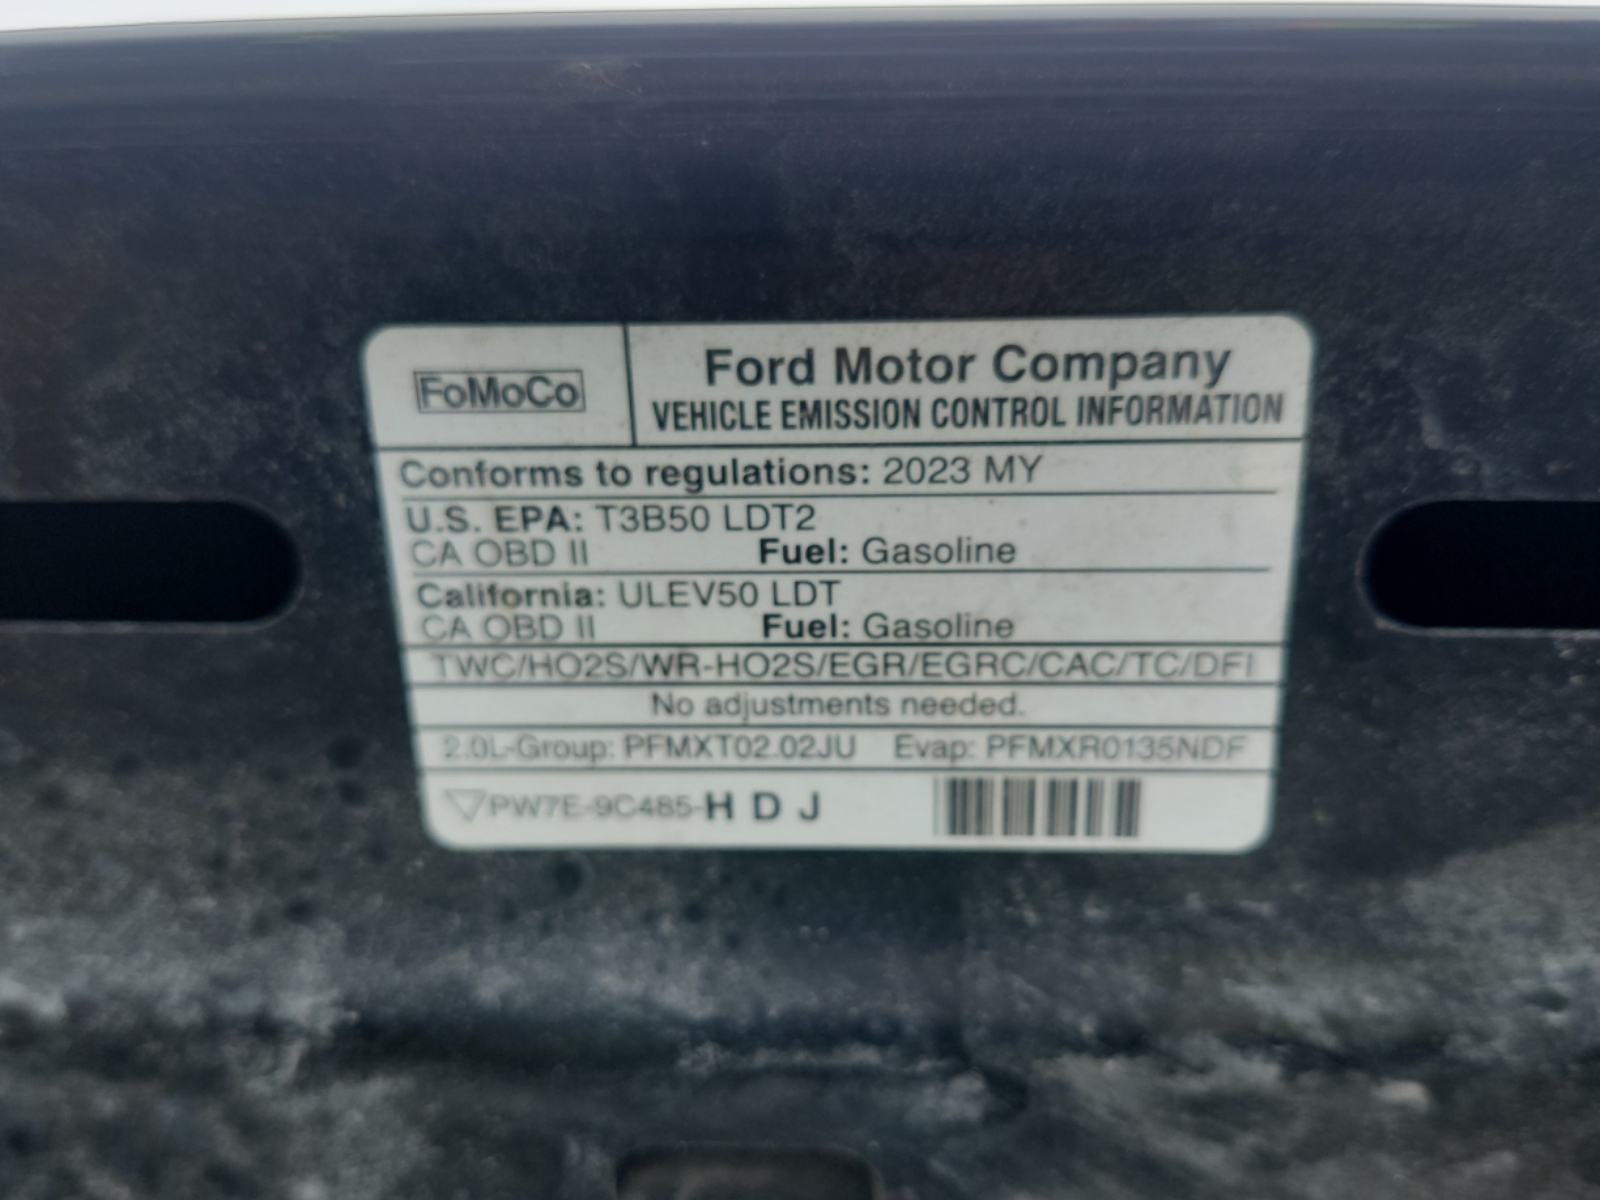 FoMoCo
Ford Motor Company
VEHICLE EMISSION CONTROL INFORMATION
Conforms to regulations: 2023 MY
U.S. EPA: T3B50 LDT2
CA OBD II Fuel: Gasoline
California: ULEV50 LDT
CA OBD II Fuel: Gasoline
TWC/HO2S/WR-HO2S/EGR/EGRC/CAC/TC/DFI
No adjustments needed.
2.0L-Group: PFMXT02.02JU Evap: PFMXR0135NDF
PW7E-9C485-H D J